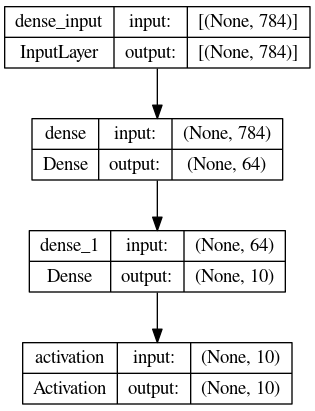 dense_input input: [(None, 784)]
InputLayer output: [(None, 784)]
dense input: (None, 784)
Dense output: (None, 64)
dense_1 input: (None, 64)
Dense output: (None, 10)
activation input: (None, 10)
Activation output: (None, 10)